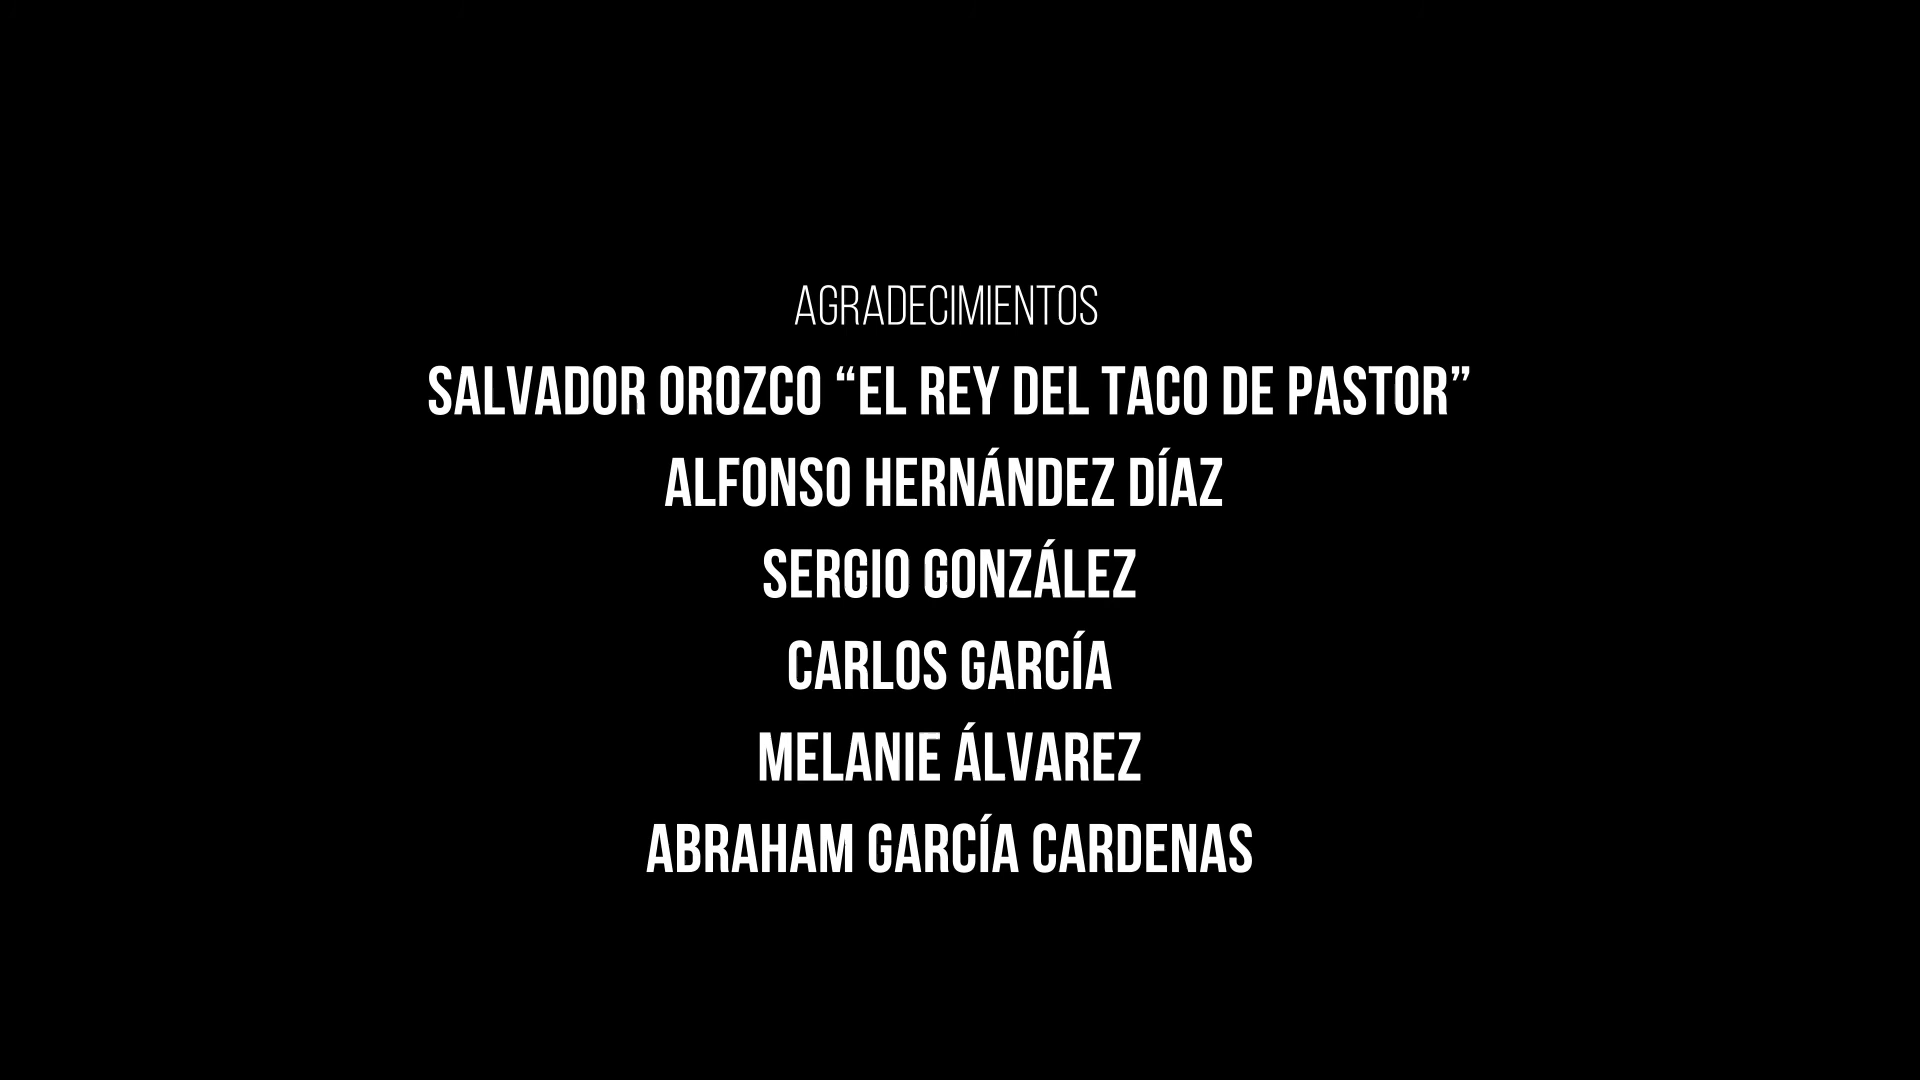 AGRADECIMIENTOS
SALVADOR OROZCO “EL REY DEL TACO DE PASTOR”
ALFONSO HERNÁNDEZ DÍAZ
SERGIO GONZÁLEZ
CARLOS GARCÍA
MELANIE ÁLVAREZ
ABRAHAM GARCÍA CARDENAS